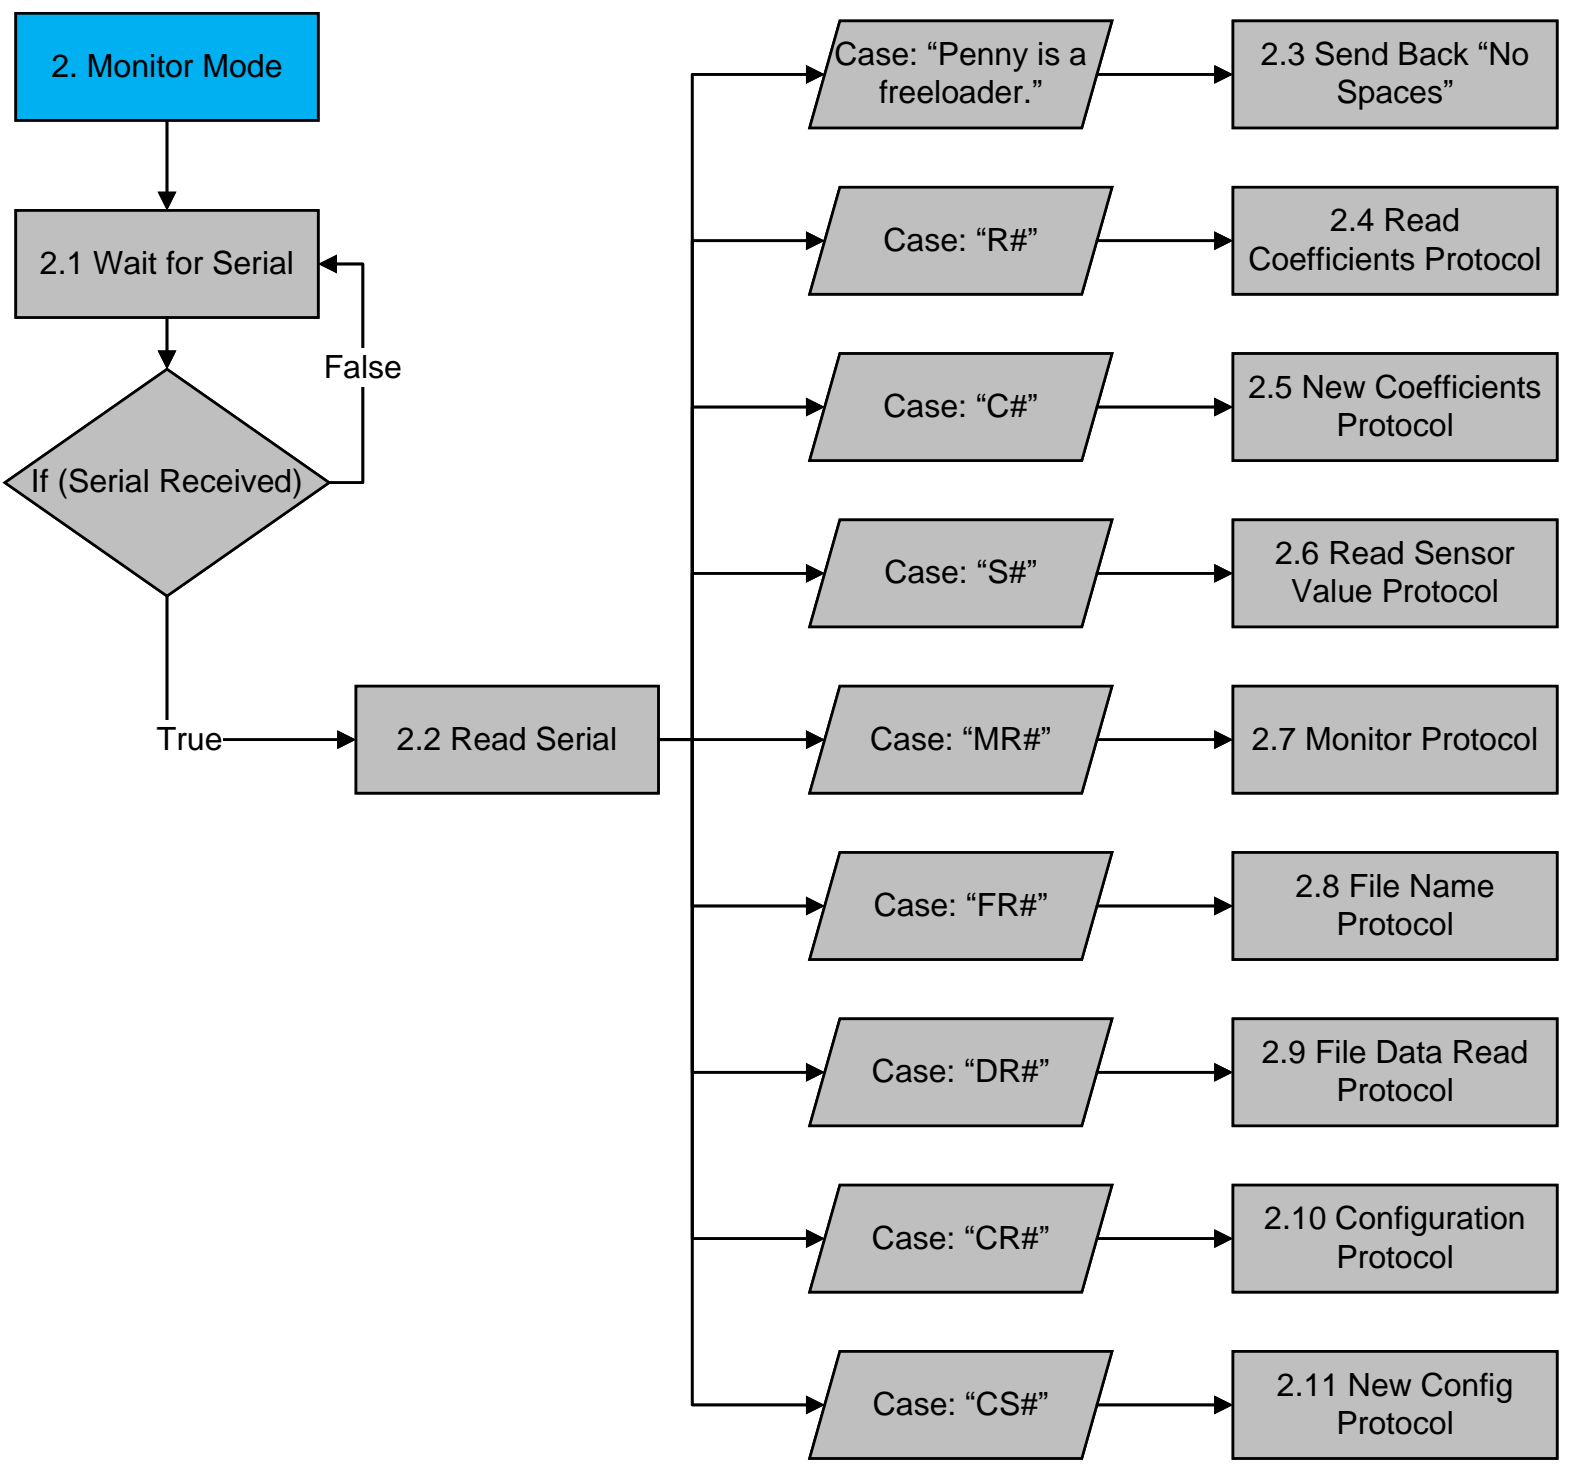 2. Monitor Mode
2.1 Wait for Serial
False
If (Serial Received)
True
2.2 Read Serial
Case: “Penny is a
freeloader.”
2.3 Send Back “No
Spaces”
Case: “R#”
2.4 Read
Coefficients Protocol
Case: “C#”
2.5 New Coefficients
Protocol
Case: “S#”
2.6 Read Sensor
Value Protocol
Case: “MR#”
2.7 Monitor Protocol
Case: “FR#”
2.8 File Name
Protocol
Case: “DR#”
2.9 File Data Read
Protocol
Case: “CR#”
2.10 Configuration
Protocol
Case: “CS#”
2.11 New Config
Protocol